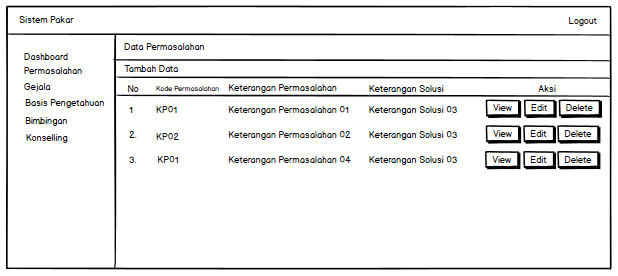 Sistem Pakar Logout
Dashboard
Permasalahan
Gejala
Basis Pengetahuan
Bimbingan
Konselling
Data Permasalahan
Tambah Data
No Kode Permasalahan Keterangan Permasalahan Keterangan Solusi Aksi
1 KP01 Keterangan Permasalahan 01 Keterangan Solusi 03 View Edit Delete
2. KP02 Keterangan Permasalahan 02 Keterangan Solusi 03 View Edit Delete
3. KP01 Keterangan Permasalahan 04 Keterangan Solusi 03 View Edit Delete